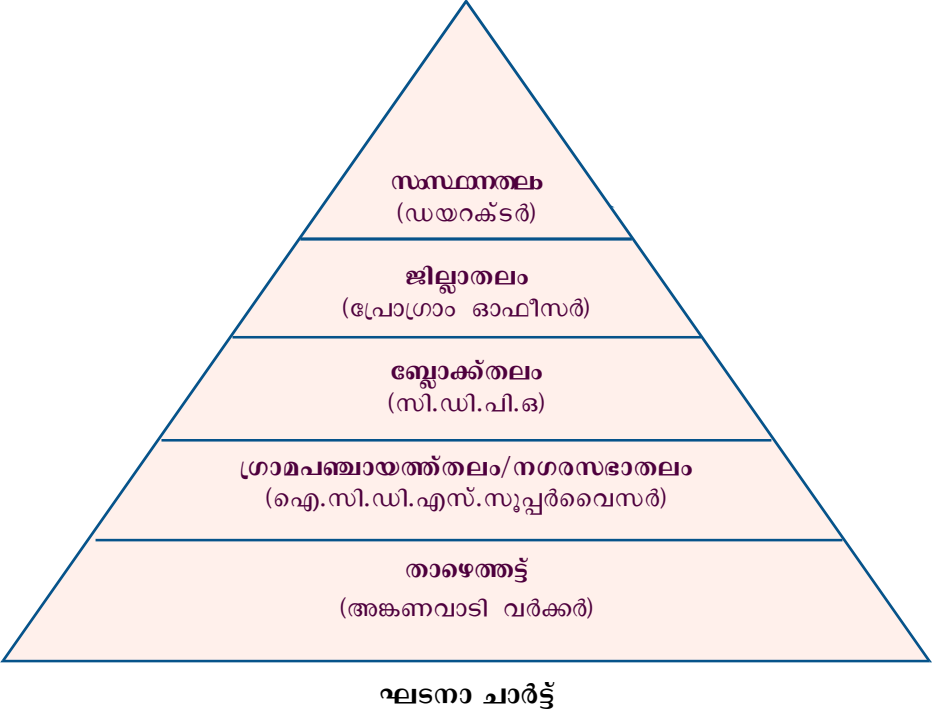 സംസ്ഥാനതലം
(ഡയറക്ടർ)
ജില്ലാതലം
(പ്രോഗ്രാം ഓഫീസർ)
ബ്ലോക്ക്തലം
(സി.ഡി.പി.ഒ)
ഗ്രാമപഞ്ചായത്ത്തലം/നഗരസഭാതലം
(ഐ.സി.ഡി.എസ്.സൂപ്പർവൈസർ)
താഴെത്തട്ട്
(അങ്കണവാടി വർക്കർ)
ഘടനാ ചാർട്ട്